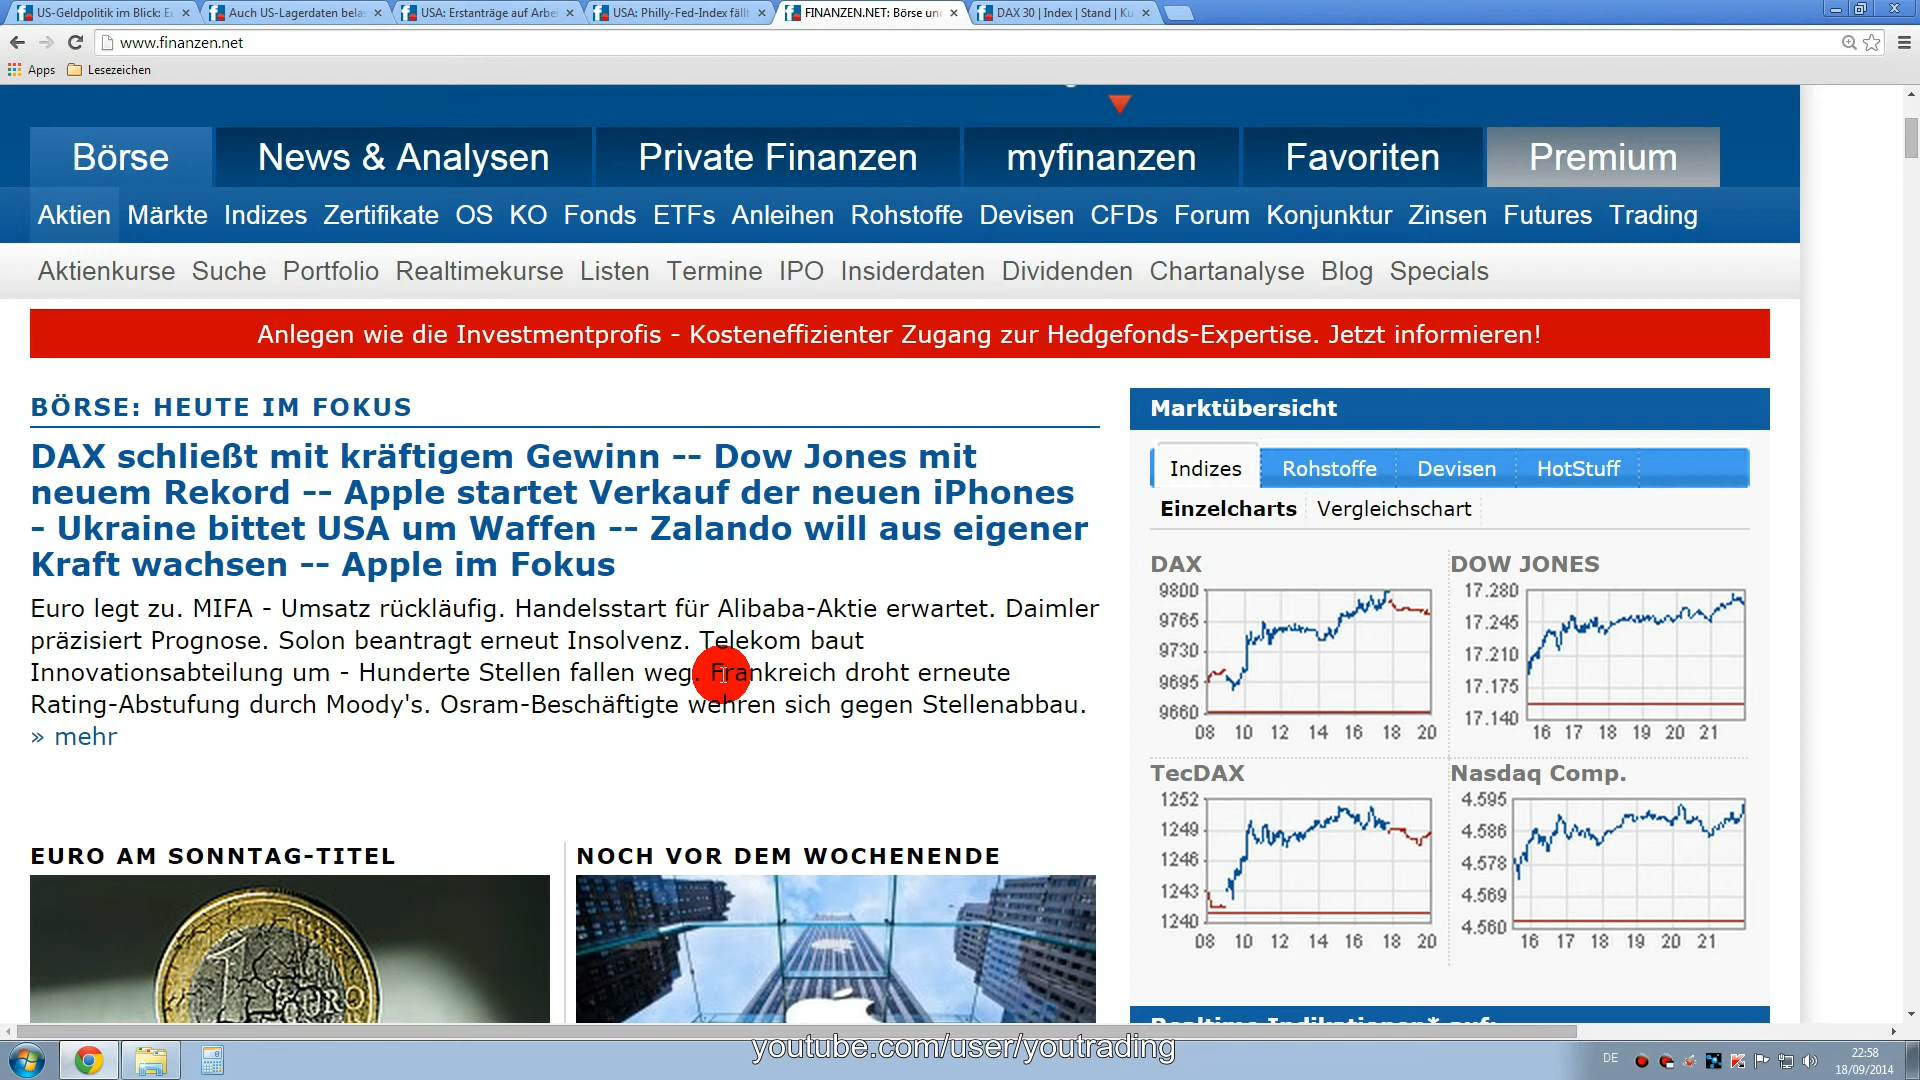 US-Geldpolitik im Blick: E
Auch US-Lagerdaten bela
USA: Erstanträge auf Arbe
USA: Philly-Fed-Index fällt
FINANZEN.NET: Börse un
DAX 30 | Index | Stand | Ku
www.finanzen.net
Apps Lesezeichen
Börse News & Analysen Private Finanzen myfinanzen Favoriten Premium
Aktien Märkte Indizes Zertifikate OS KO Fonds ETFs Anleihen Rohstoffe Devisen CFDs Forum Konjunktur Zinsen Futures Trading
Aktienkurse Suche Portfolio Realtimekurse Listen Termine IPO Insiderdaten Dividenden Chartanalyse Blog Specials
Anlegen wie die Investmentprofis - Kosteneffizienter Zugang zur Hedgefonds-Expertise. Jetzt informieren!
BÖRSE: HEUTE IM FOKUS
DAX schließt mit kräftigem Gewinn -- Dow Jones mit
neuem Rekord -- Apple startet Verkauf der neuen iPhones
- Ukraine bittet USA um Waffen -- Zalando will aus eigener
Kraft wachsen -- Apple im Fokus
Euro legt zu. MIFA - Umsatz rückläufig. Handelsstart für Alibaba-Aktie erwartet. Daimler
präzisiert Prognose. Solon beantragt erneut Insolvenz. Telekom baut
Innovationsabteilung um - Hunderte Stellen fallen weg. Frankreich droht erneute
Rating-Abstufung durch Moody's. Osram-Beschäftigte wehren sich gegen Stellenabbau.
» mehr
EURO AM SONNTAG-TITEL
NOCH VOR DEM WOCHENENDE
1
EURO
Marktübersicht
Indizes Rohstoffe Devisen HotStuff
Einzelcharts Vergleichschart
DAX
9800
9765
9730
9695
9660
08 10 12 14 16 18 20
DOW JONES
17.280
17.245
17.210
17.175
17.140
16 17 18 19 20 21
TecDAX
1252
1249
1246
1243
1240
08 10 12 14 16 18 20
Nasdaq Comp.
4.595
4.586
4.578
4.569
4.560
16 17 18 19 20 21
Realtime Indikationen* auf:
youtube.com/user/youtrading
DE
22:58
18/09/2014